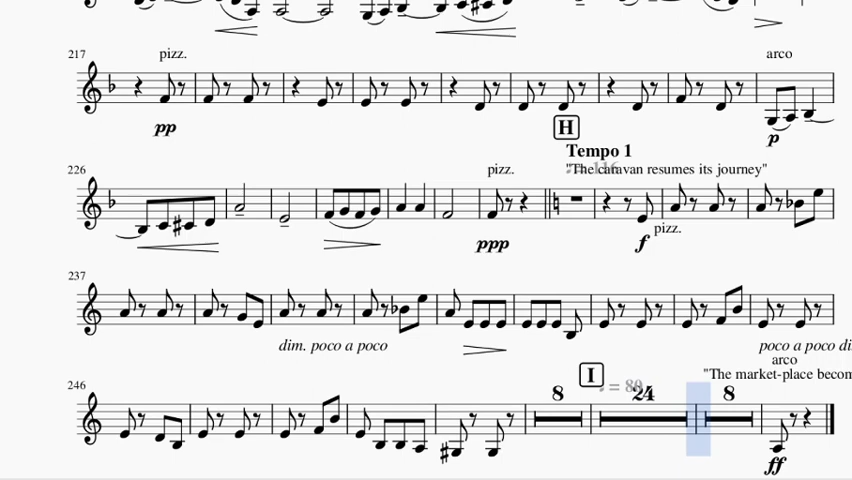 217
pizz.
arco
pp
p
H
Tempo 1
"The caravan resumes its journey"
226
pizz.
ppp
f
pizz.
237
dim. poco a poco
poco a poco di
arco
"The market-place becom
I
= 80
246
8
24
8
ff